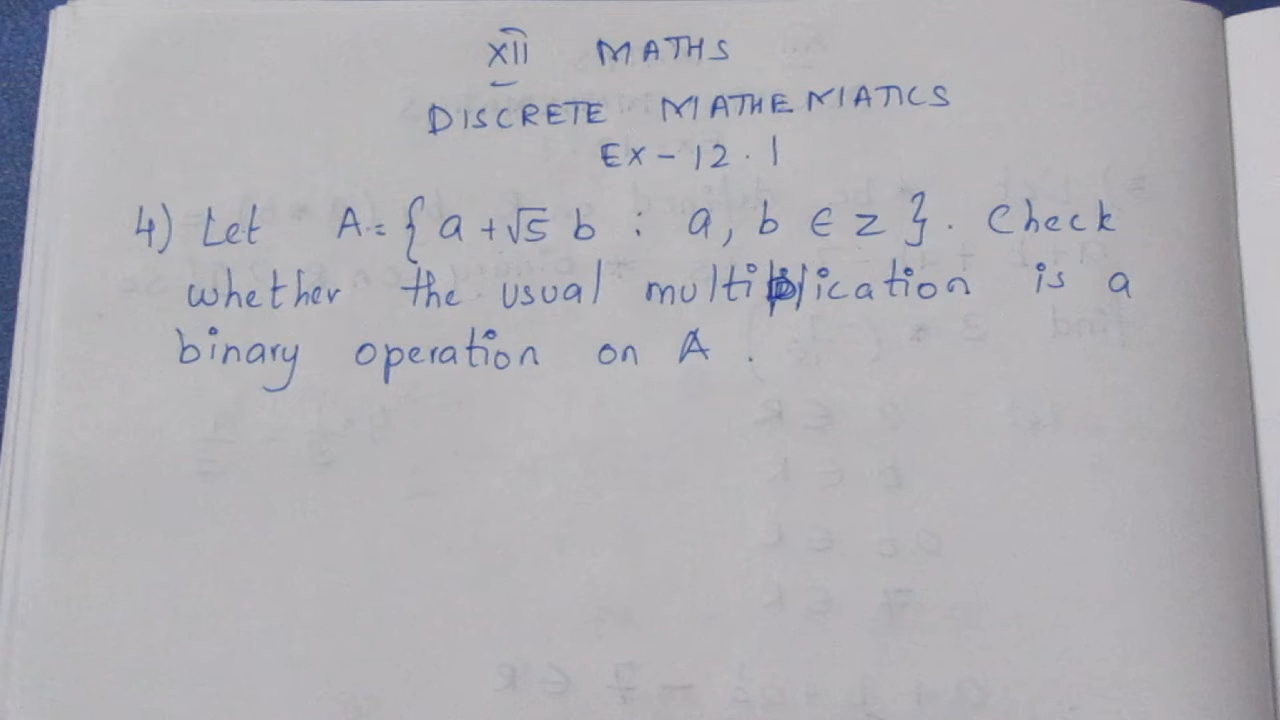 XII MATHS
DISCRETE MATHEMATICS
EX - 12.1
4) Let A = { a + √5 b : a, b ∈ z }. Check
whether the usual multiplication is a
binary operation on A.